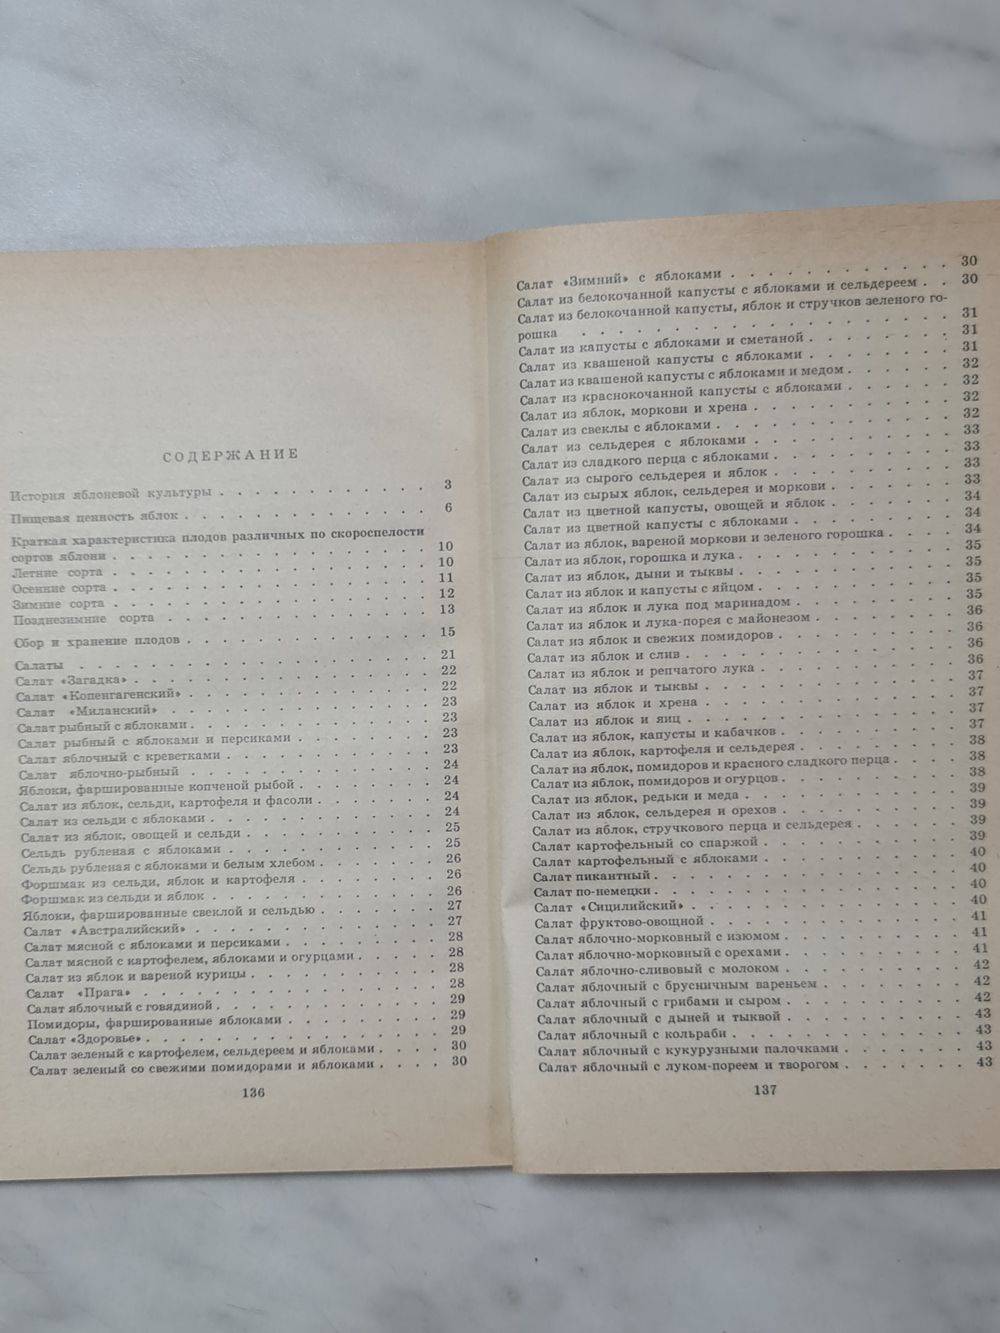 СОДЕРЖАНИЕ
История яблоневой культуры . . . . . . . . . . . 3
Пищевая ценность яблок . . . . . . . . . . . . . 6
Краткая характеристика плодов различных по скороспелости
сортов яблони . . . . . . . . . . . . . . . . 10
Летние сорта . . . . . . . . . . . . . . . . 10
Осенние сорта . . . . . . . . . . . . . . . . 11
Зимние сорта . . . . . . . . . . . . . . . . 12
Позднезимние сорта . . . . . . . . . . . . . . 13
Сбор и хранение плодов . . . . . . . . . . . . . 15
Салаты . . . . . . . . . . . . . . . . . . 21
Салат «Загадка» . . . . . . . . . . . . . . . 22
Салат «Копенгагенский» . . . . . . . . . . . . . 22
Салат «Миланский» . . . . . . . . . . . . . . 23
Салат рыбный с яблоками . . . . . . . . . . . . . 23
Салат рыбный с яблоками и персиками . . . . . . . . 23
Салат яблочный с креветками . . . . . . . . . . . 23
Салат яблочно-рыбный . . . . . . . . . . . . . 24
Яблоки, фаршированные копченой рыбой . . . . . . . 24
Салат из яблок, сельди, картофеля и фасоли . . . . . . 24
Салат из сельди с яблоками . . . . . . . . . . . . 24
Салат из яблок, овощей и сельди . . . . . . . . . . 25
Сельдь рубленая с яблоками . . . . . . . . . . . 25
Сельдь рубленая с яблоками и белым хлебом . . . . . . 26
Форшмак из сельди, яблок и картофеля . . . . . . . . 26
Форшмак из сельди и яблок . . . . . . . . . . . . 26
Яблоки, фаршированные свеклой и сельдью . . . . . . 27
Салат «Австралийский» . . . . . . . . . . . . . 27
Салат мясной с яблоками и персиками . . . . . . . . 28
Салат мясной с картофелем, яблоками и огурцами . . . . 28
Салат из яблок и вареной курицы . . . . . . . . . . 28
Салат «Прага» . . . . . . . . . . . . . . . . 28
Салат яблочный с говядиной . . . . . . . . . . . . 29
Помидоры, фаршированные яблоками . . . . . . . . 29
Салат «Здоровье» . . . . . . . . . . . . . . . 29
Салат зеленый с картофелем, сельдереем и яблоками . . . . 30
Салат зеленый со свежими помидорами и яблоками . . . . 30
136
Салат «Зимний» с яблоками . . . . . . . . . . . . 30
Салат из белокочанной капусты с яблоками и сельдереем . . 30
Салат из белокочанной капусты, яблок и стручков зеленого го-
рошка . . . . . . . . . . . . . . . . . . 31
Салат из капусты с яблоками и сметаной . . . . . . . . 31
Салат из квашеной капусты с яблоками . . . . . . . . 31
Салат из квашеной капусты с яблоками и медом . . . . . . 32
Салат из краснокочанной капусты с яблоками . . . . . . 32
Салат из яблок, моркови и хрена . . . . . . . . . . 32
Салат из свеклы с яблоками . . . . . . . . . . . . 32
Салат из сельдерея с яблоками . . . . . . . . . . . 33
Салат из сладкого перца с яблоками . . . . . . . . . 33
Салат из сырого сельдерея и яблок . . . . . . . . . 33
Салат из сырых яблок, сельдерея и моркови . . . . . . . 33
Салат из цветной капусты, овощей и яблок . . . . . . . 34
Салат из цветной капусты с яблоками . . . . . . . . . 34
Салат из яблок, вареной моркови и зеленого горошка . . . 34
Салат из яблок, горошка и лука . . . . . . . . . . . 35
Салат из яблок, дыни и тыквы . . . . . . . . . . . 35
Салат из яблок и капусты с яйцом . . . . . . . . . . 35
Салат из яблок и лука под маринадом . . . . . . . . . 35
Салат из яблок и лука-порея с майонезом . . . . . . . 36
Салат из яблок и свежих помидоров . . . . . . . . . 36
Салат из яблок и слив . . . . . . . . . . . . . . 36
Салат из яблок и репчатого лука . . . . . . . . . . 36
Салат из яблок и тыквы . . . . . . . . . . . . . 37
Салат из яблок и хрена . . . . . . . . . . . . . 37
Салат из яблок и яиц . . . . . . . . . . . . . . 37
Салат из яблок, капусты и кабачков . . . . . . . . . 37
Салат из яблок, картофеля и сельдерея . . . . . . . . 38
Салат из яблок, помидоров и красного сладкого перца . . . 38
Салат из яблок, помидоров и огурцов . . . . . . . . . 38
Салат из яблок, редьки и меда . . . . . . . . . . . 39
Салат из яблок, сельдерея и орехов . . . . . . . . . 39
Салат из яблок, стручкового перца и сельдерея . . . . . . 39
Салат картофельный со спаржой . . . . . . . . . . 39
Салат картофельный с яблоками . . . . . . . . . . 40
Салат пикантный . . . . . . . . . . . . . . . 40
Салат по-немецки . . . . . . . . . . . . . . . 40
Салат «Сицилийский» . . . . . . . . . . . . . . 40
Салат фруктово-овощной . . . . . . . . . . . . . 41
Салат яблочно-морковный с изюмом . . . . . . . . . 41
Салат яблочно-морковный с орехами . . . . . . . . . 41
Салат яблочно-сливовый с молоком . . . . . . . . . 42
Салат яблочный с брусничным вареньем . . . . . . . . 42
Салат яблочный с грибами и сыром . . . . . . . . . 42
Салат яблочный с дыней и тыквой . . . . . . . . . . 43
Салат яблочный с кольраби . . . . . . . . . . . . 43
Салат яблочный с кукурузными палочками . . . . . . . 43
Салат яблочный с луком-пореем и творогом . . . . . . . 43
137